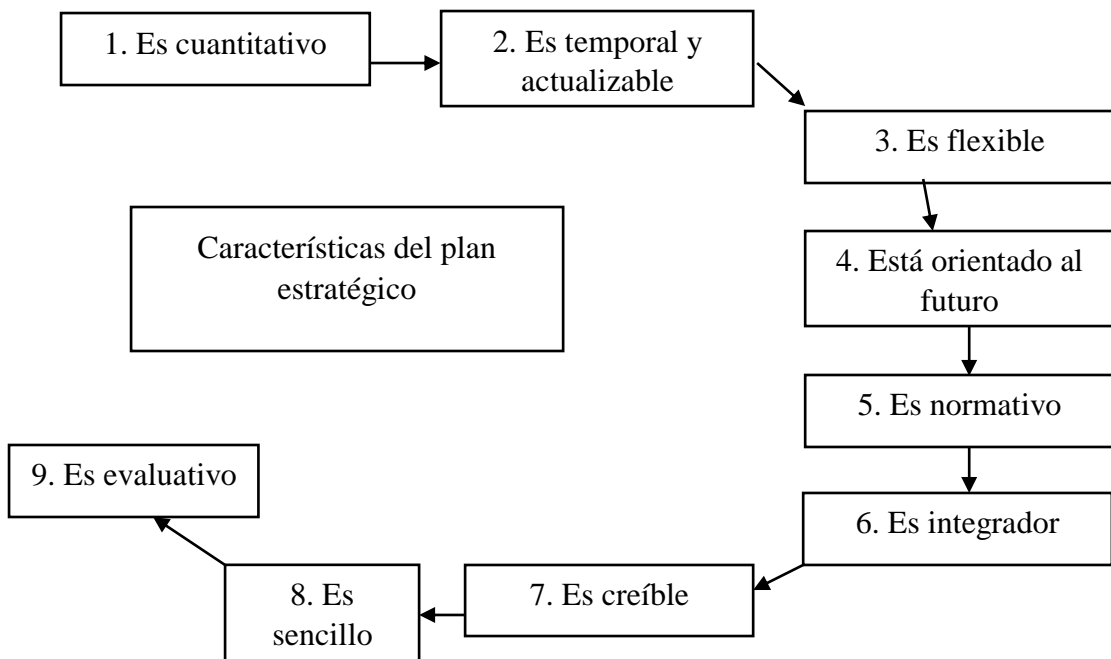 1. Es cuantitativo
2. Es temporal y
actualizable
3. Es flexible
Características del plan
estratégico
4. Está orientado al
futuro
5. Es normativo
9. Es evaluativo
6. Es integrador
7. Es creíble
8. Es
sencillo